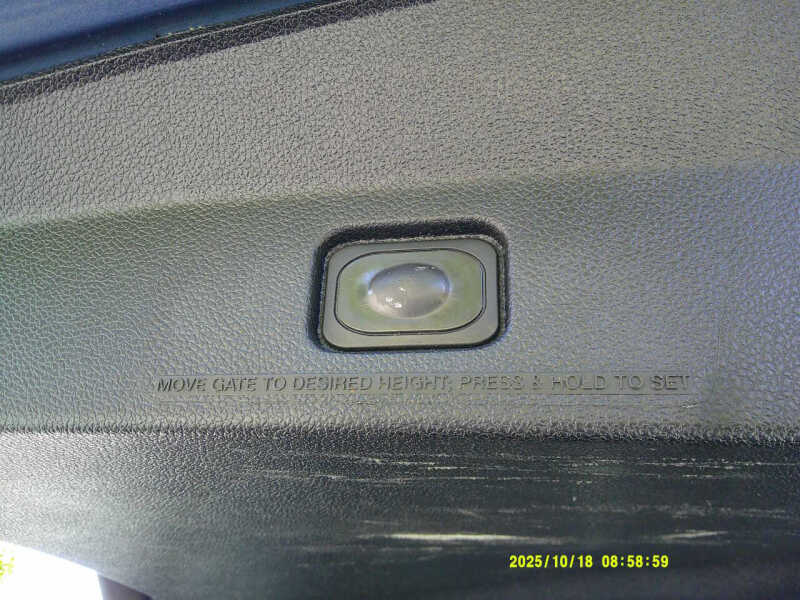 MOVE GATE TO DESIRED HEIGHT, PRESS & HOLD TO SET
2025/10/18 08:58:59